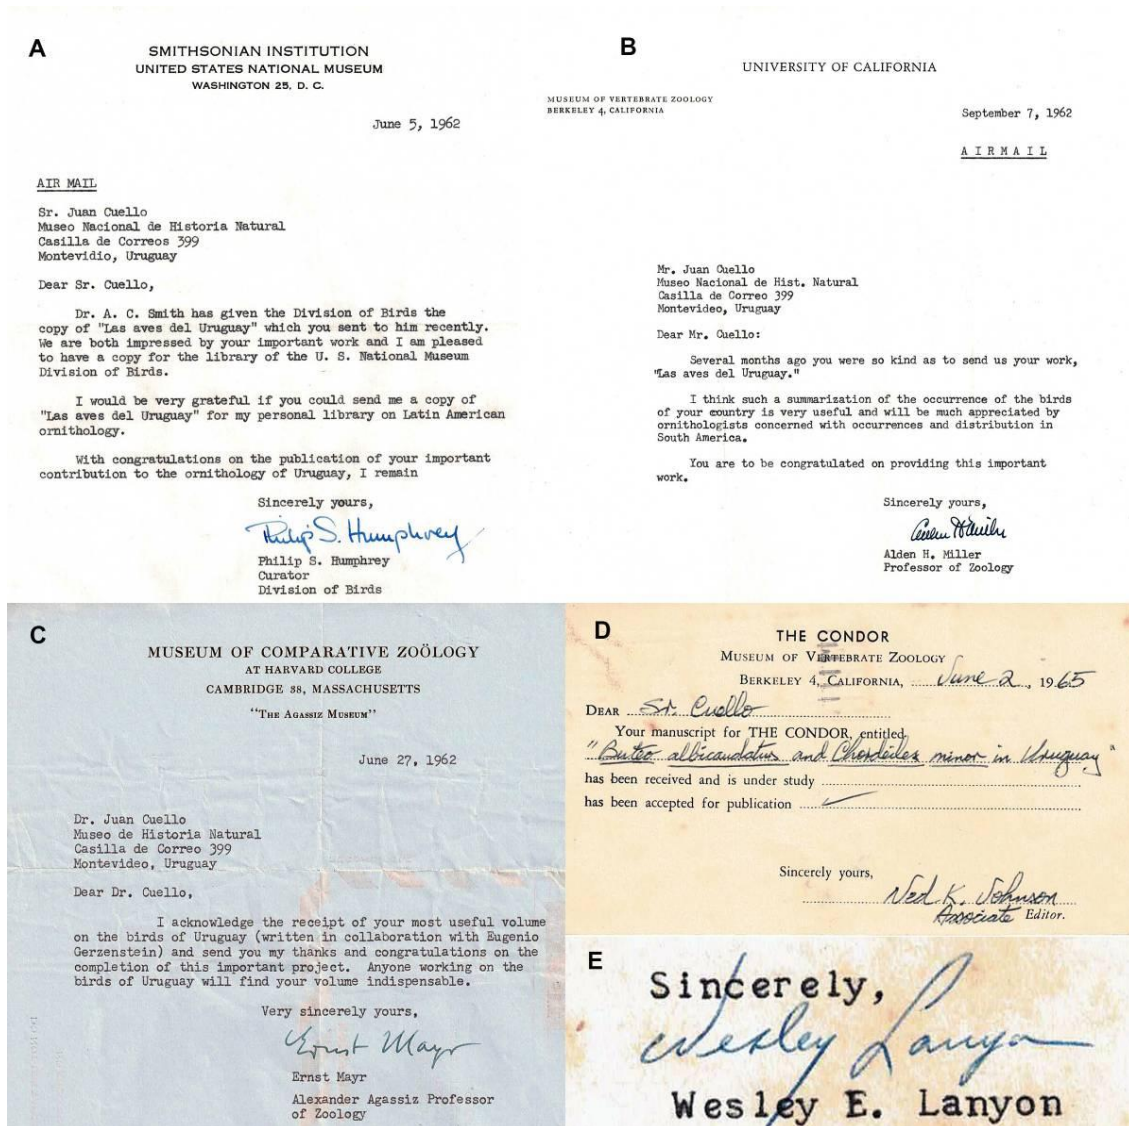 A
SMITHSONIAN INSTITUTION
UNITED STATES NATIONAL MUSEUM
WASHINGTON 25, D. C.
June 5, 1962
AIR MAIL
Sr. Juan Cuello
Museo Nacional de Historia Natural
Casilla de Correos 399
Montevidio, Uruguay
Dear Sr. Cuello,
Dr. A. C. Smith has given the Division of Birds the
copy of "Las aves del Uruguay" which you sent to him recently.
We are both impressed by your important work and I am pleased
to have a copy for the library of the U. S. National Museum
Division of Birds.
I would be very grateful if you could send me a copy of
"Las aves del Uruguay" for my personal library on Latin American
ornithology.
With congratulations on the publication of your important
contribution to the ornithology of Uruguay, I remain
Sincerely yours,
Philip S. Humphrey
Philip S. Humphrey
Curator
Division of Birds
B
UNIVERSITY OF CALIFORNIA
MUSEUM OF VERTEBRATE ZOOLOGY
BERKELEY 4, CALIFORNIA
September 7, 1962
AIRMAIL
Mr. Juan Cuello
Museo Nacional de Hist. Natural
Casilla de Correo 399
Montevideo, Uruguay
Dear Mr. Cuello:
Several months ago you were so kind as to send us your work,
"Las aves del Uruguay."
I think such a summarization of the occurrence of the birds
of your country is very useful and will be much appreciated by
ornithologists concerned with occurrences and distribution in
South America.
You are to be congratulated on providing this important
work.
Sincerely yours,
Alden H. Miller
Alden H. Miller
Professor of Zoology
C
MUSEUM OF COMPARATIVE ZOÖLOGY
AT HARVARD COLLEGE
CAMBRIDGE 38, MASSACHUSETTS
"THE AGASSIZ MUSEUM"
June 27, 1962
Dr. Juan Cuello
Museo de Historia Natural
Casilla de Correo 399
Montevideo, Uruguay
Dear Dr. Cuello,
I acknowledge the receipt of your most useful volume
on the birds of Uruguay (written in collaboration with Eugenio
Gerzenstein) and send you my thanks and congratulations on the
completion of this important project. Anyone working on the
birds of Uruguay will find your volume indispensable.
Very sincerely yours,
Ernst Mayr
Ernst Mayr
Alexander Agassiz Professor
of Zoology
D
THE CONDOR
MUSEUM OF VERTEBRATE ZOOLOGY
BERKELEY 4, CALIFORNIA, June 2, 1965
DEAR Sr. Cuello
Your manuscript for THE CONDOR, entitled
"Buteo albicaudatus and Chordeiles minor in Uruguay"
has been received and is under study
has been accepted for publication ✓
Sincerely yours,
Ned K. Johnson
Associate Editor.
E
Sincerely,
Wesley Lanyon
Wesley E. Lanyon